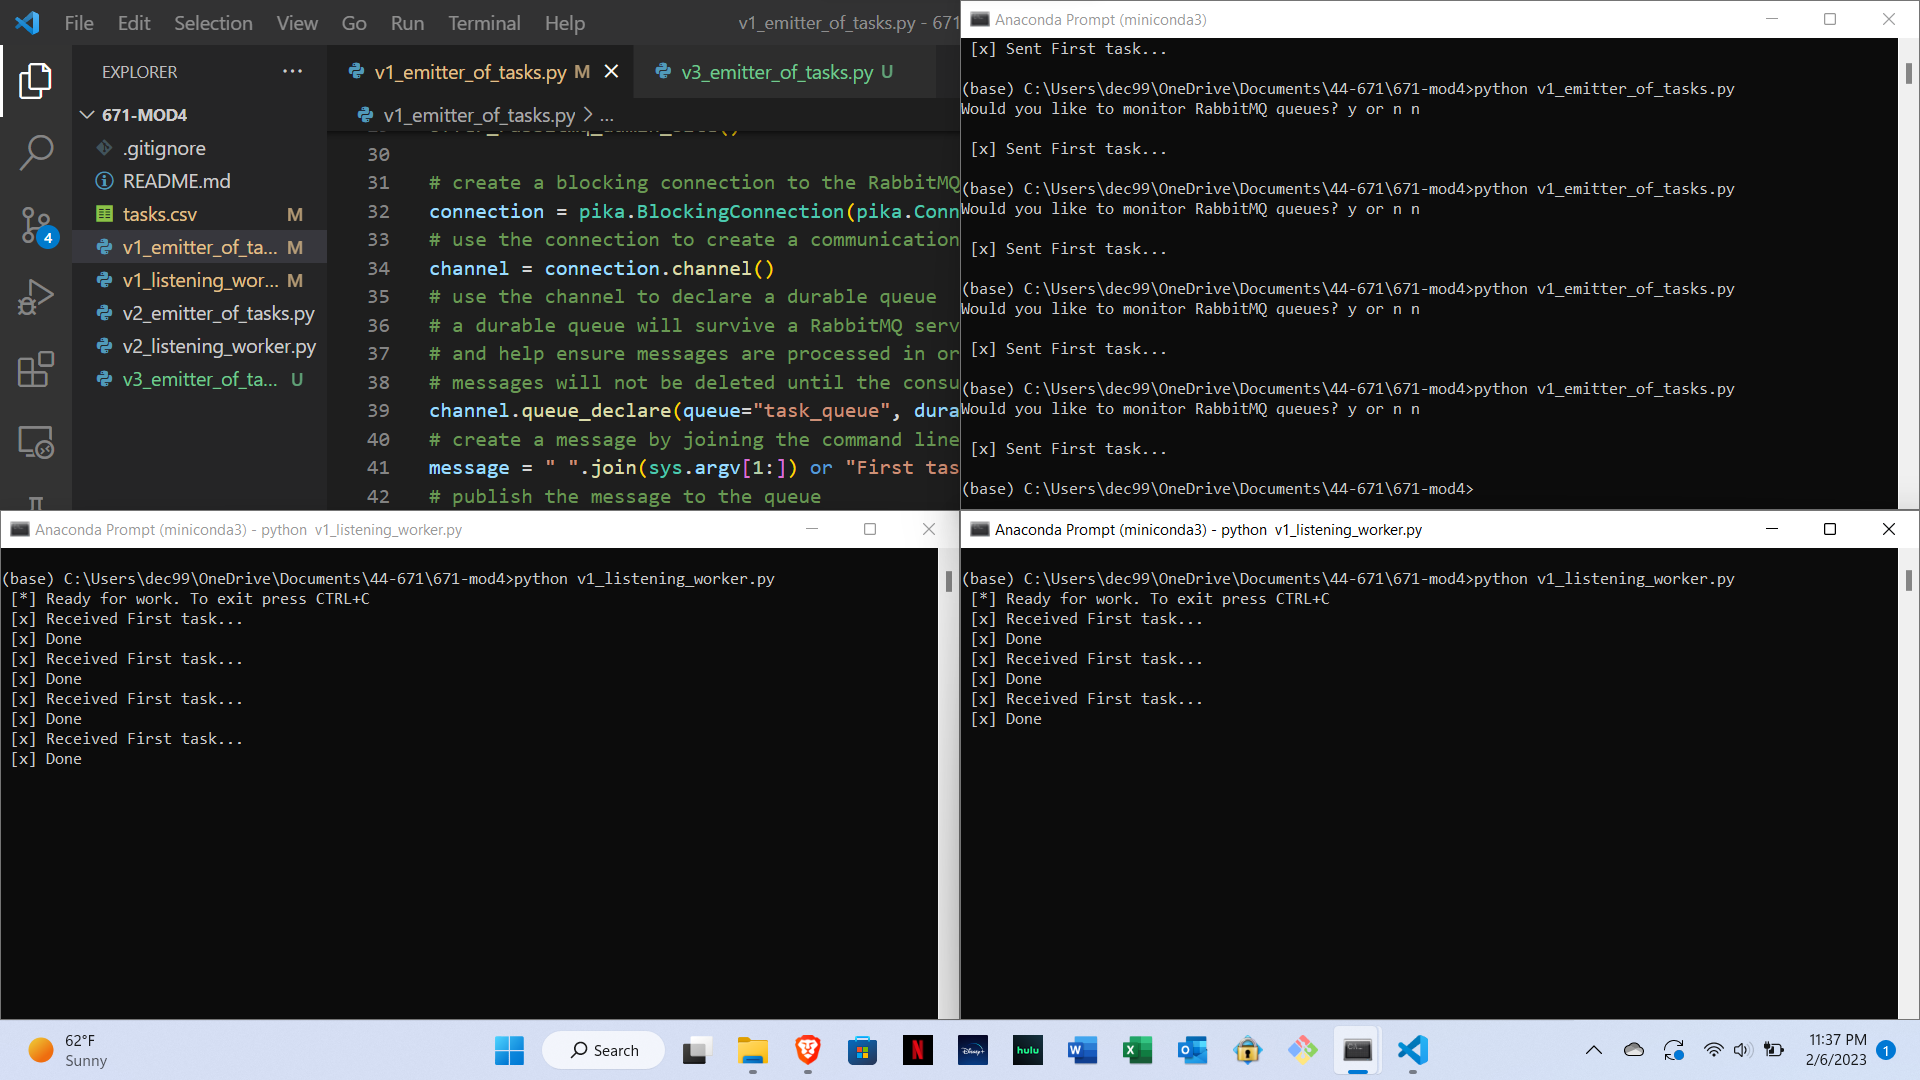 File Edit Selection View Go Run Terminal Help
v1_emitter_of_tasks.py - 671
EXPLORER
671-MOD4
.gitignore
README.md
tasks.csv M
v1_emitter_of_ta... M
v1_listening_wor... M
v2_emitter_of_tasks.py
v2_listening_worker.py
v3_emitter_of_ta... U
4
v1_emitter_of_tasks.py M
v3_emitter_of_tasks.py U
v1_emitter_of_tasks.py > ...
30
31 # create a blocking connection to the RabbitMQ
32 connection = pika.BlockingConnection(pika.Conn
33 # use the connection to create a communication
34 channel = connection.channel()
35 # use the channel to declare a durable queue
36 # a durable queue will survive a RabbitMQ serv
37 # and help ensure messages are processed in or
38 # messages will not be deleted until the consu
39 channel.queue_declare(queue="task_queue", dura
40 # create a message by joining the command line
41 message = " ".join(sys.argv[1:]) or "First tas
42 # publish the message to the queue
Anaconda Prompt (miniconda3)
[x] Sent First task...
(base) C:\Users\dec99\OneDrive\Documents\44-671\671-mod4>python v1_emitter_of_tasks.py
Would you like to monitor RabbitMQ queues? y or n n
[x] Sent First task...
(base) C:\Users\dec99\OneDrive\Documents\44-671\671-mod4>python v1_emitter_of_tasks.py
Would you like to monitor RabbitMQ queues? y or n n
[x] Sent First task...
(base) C:\Users\dec99\OneDrive\Documents\44-671\671-mod4>python v1_emitter_of_tasks.py
Would you like to monitor RabbitMQ queues? y or n n
[x] Sent First task...
(base) C:\Users\dec99\OneDrive\Documents\44-671\671-mod4>python v1_emitter_of_tasks.py
Would you like to monitor RabbitMQ queues? y or n n
[x] Sent First task...
(base) C:\Users\dec99\OneDrive\Documents\44-671\671-mod4>
Anaconda Prompt (miniconda3) - python v1_listening_worker.py
(base) C:\Users\dec99\OneDrive\Documents\44-671\671-mod4>python v1_listening_worker.py
[*] Ready for work. To exit press CTRL+C
[x] Received First task...
[x] Done
[x] Received First task...
[x] Done
[x] Received First task...
[x] Done
[x] Received First task...
[x] Done
Anaconda Prompt (miniconda3) - python v1_listening_worker.py
(base) C:\Users\dec99\OneDrive\Documents\44-671\671-mod4>python v1_listening_worker.py
[*] Ready for work. To exit press CTRL+C
[x] Received First task...
[x] Done
[x] Received First task...
[x] Done
[x] Received First task...
[x] Done
62°F
Sunny
Search
N
Disney+
hulu
W
X
O
11:37 PM
2/6/2023
1